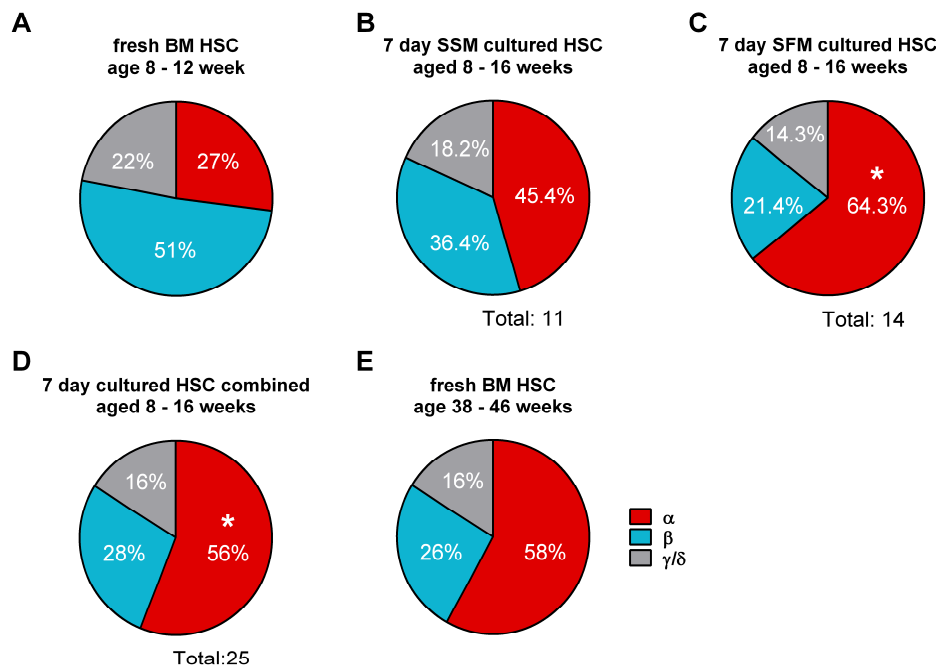 A
fresh BM HSC
age 8 - 12 week
22%
27%
51%
B
7 day SSM cultured HSC
aged 8 - 16 weeks
18.2%
45.4%
36.4%
Total: 11
C
7 day SFM cultured HSC
aged 8 - 16 weeks
14.3%
*
21.4%
64.3%
Total: 14
D
7 day cultured HSC combined
aged 8 - 16 weeks
16%
*
28%
56%
Total:25
E
fresh BM HSC
age 38 - 46 weeks
16%
26%
58%
α
β
γ/δ